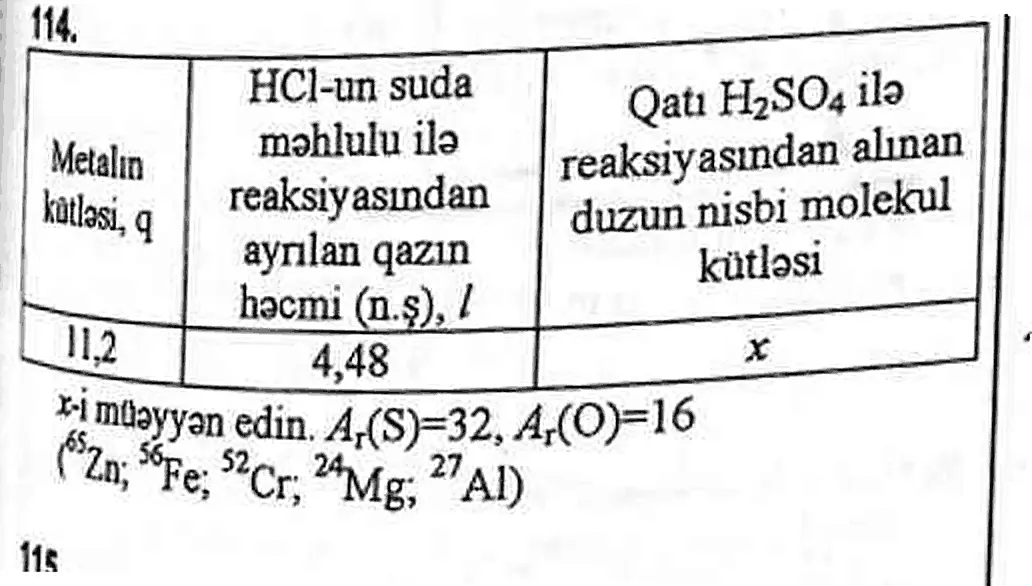 114.
Metalın
kütləsi, q
HCl-un suda
məhlulu ilə
reaksiyasından
ayrılan qazın
həcmi (n.ş), l
Qatı H₂SO₄ ilə
reaksiyasından alınan
duzun nisbi molekul
kütləsi
11,2
4,48
x
x-i müəyyən edin. Aᵣ(S)=32, Aᵣ(O)=16
(⁶⁵Zn; ⁵⁶Fe; ⁵²Cr; ²⁴Mg; ²⁷Al)
115